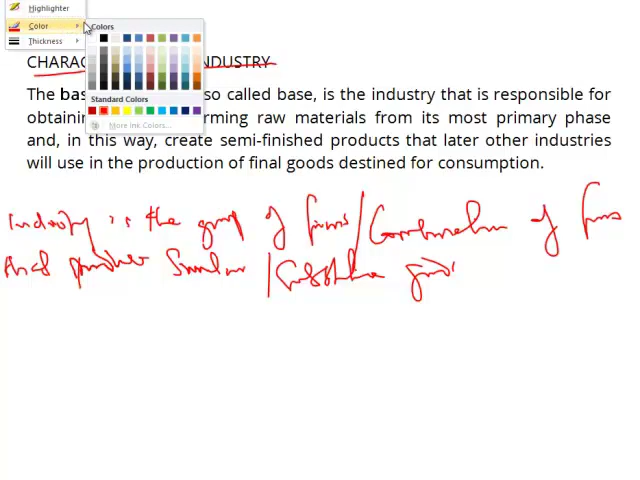 Highlighter
Color
Colors
Thickness
CHARAC INDUSTRY
The bas so called base, is the industry that is responsible for
obtainin rming raw materials from its most primary phase
and, in this way, create semi-finished products that later other industries
will use in the production of final goods destined for consumption.
Standard Colors
More Ink Colors...
Industry is the group of firms / Combination of firms
that produce Similar / Substitute